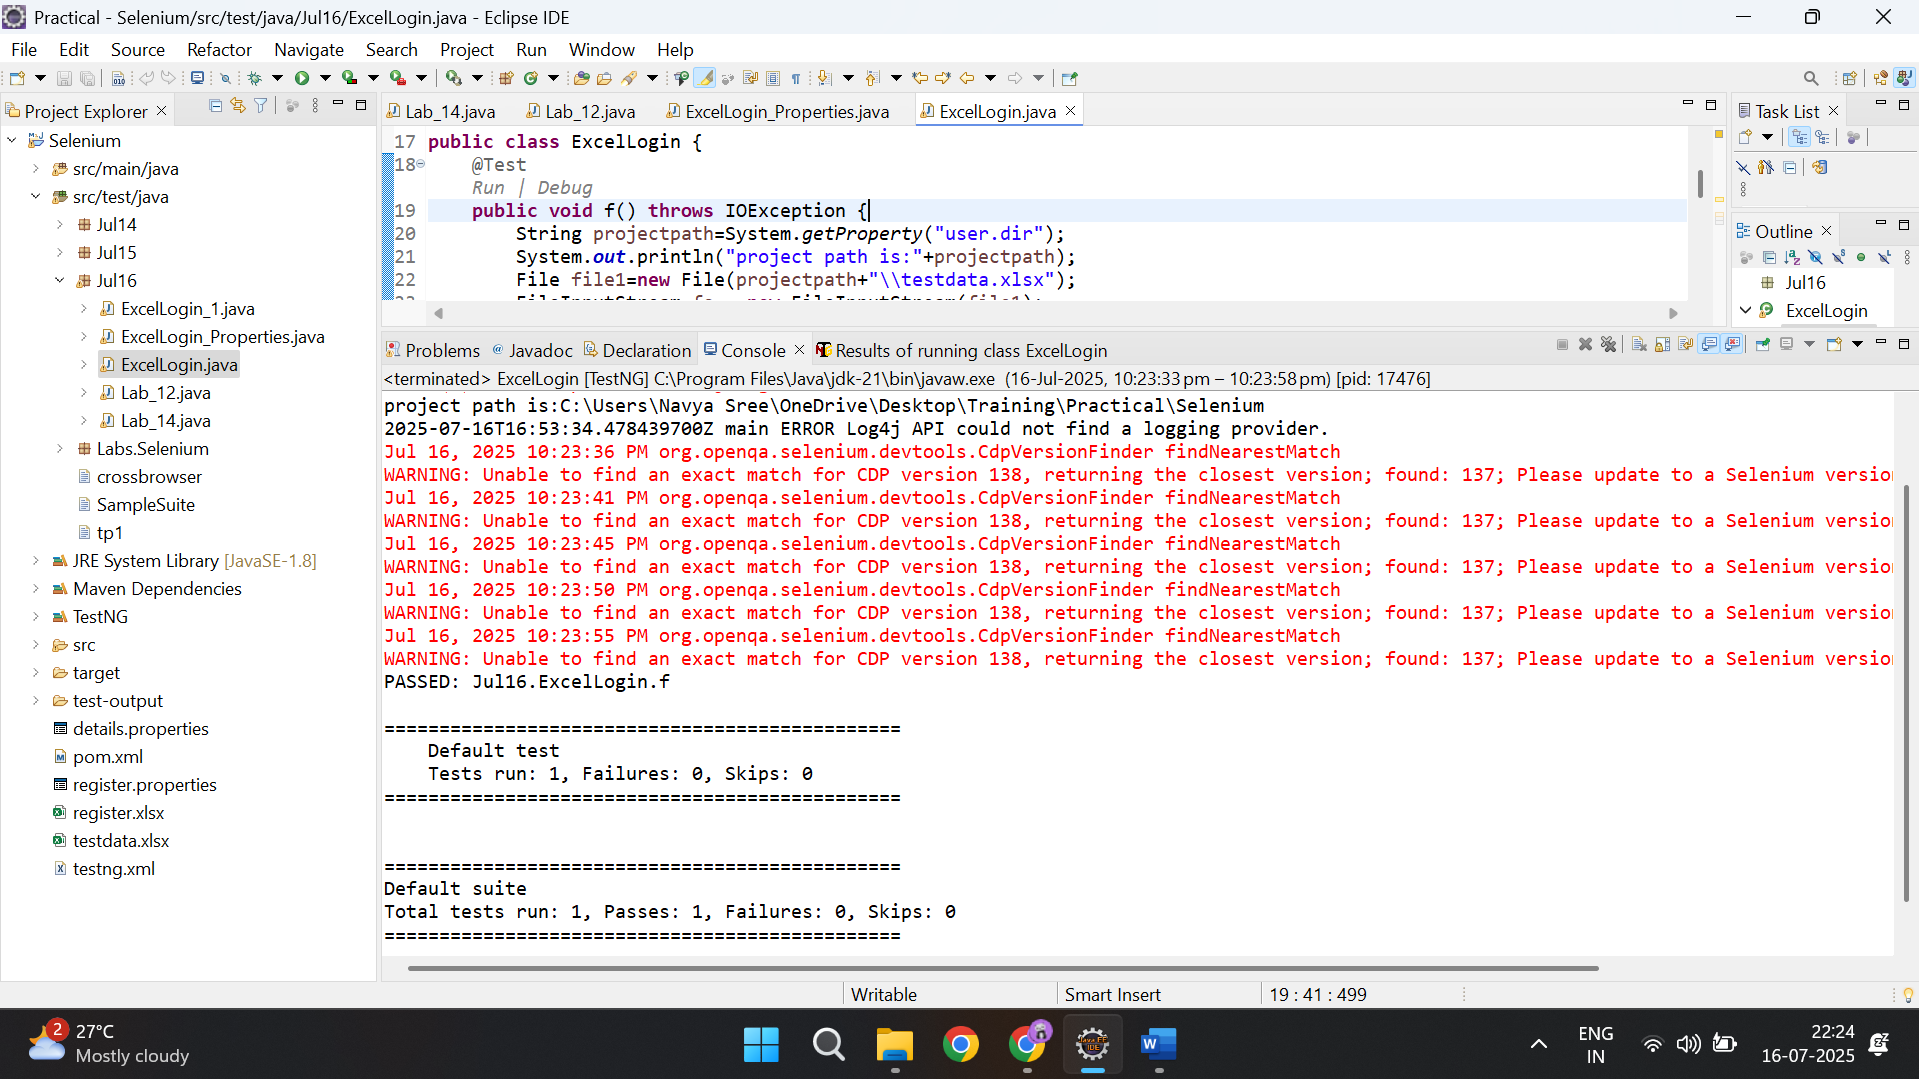 Practical - Selenium/src/test/java/Jul16/ExcelLogin.java - Eclipse IDE
File Edit Source Refactor Navigate Search Project Run Window Help
Project Explorer
Selenium
src/main/java
src/test/java
Jul14
Jul15
Jul16
ExcelLogin_1.java
ExcelLogin_Properties.java
ExcelLogin.java
Lab_12.java
Lab_14.java
Labs.Selenium
crossbrowser
SampleSuite
tp1
JRE System Library [JavaSE-1.8]
Maven Dependencies
TestNG
src
target
test-output
details.properties
pom.xml
register.properties
register.xlsx
testdata.xlsx
testng.xml
Lab_14.java Lab_12.java ExcelLogin_Properties.java ExcelLogin.java
17 public class ExcelLogin {
18 @Test
Run | Debug
19 public void f() throws IOException {
20 String projectpath=System.getProperty("user.dir");
21 System.out.println("project path is:"+projectpath);
22 File file1=new File(projectpath+"\\testdata.xlsx");
Task List
Outline
Jul16
ExcelLogin
Problems Javadoc Declaration Console Results of running class ExcelLogin
<terminated> ExcelLogin [TestNG] C:\Program Files\Java\jdk-21\bin\javaw.exe (16-Jul-2025, 10:23:33 pm – 10:23:58 pm) [pid: 17476]
project path is:C:\Users\Navya Sree\OneDrive\Desktop\Training\Practical\Selenium
2025-07-16T16:53:34.478439700Z main ERROR Log4j API could not find a logging provider.
Jul 16, 2025 10:23:36 PM org.openqa.selenium.devtools.CdpVersionFinder findNearestMatch
WARNING: Unable to find an exact match for CDP version 138, returning the closest version; found: 137; Please update to a Selenium versio
Jul 16, 2025 10:23:41 PM org.openqa.selenium.devtools.CdpVersionFinder findNearestMatch
WARNING: Unable to find an exact match for CDP version 138, returning the closest version; found: 137; Please update to a Selenium versio
Jul 16, 2025 10:23:45 PM org.openqa.selenium.devtools.CdpVersionFinder findNearestMatch
WARNING: Unable to find an exact match for CDP version 138, returning the closest version; found: 137; Please update to a Selenium versio
Jul 16, 2025 10:23:50 PM org.openqa.selenium.devtools.CdpVersionFinder findNearestMatch
WARNING: Unable to find an exact match for CDP version 138, returning the closest version; found: 137; Please update to a Selenium versio
Jul 16, 2025 10:23:55 PM org.openqa.selenium.devtools.CdpVersionFinder findNearestMatch
WARNING: Unable to find an exact match for CDP version 138, returning the closest version; found: 137; Please update to a Selenium versio
PASSED: Jul16.ExcelLogin.f
===============================================
Default test
Tests run: 1, Failures: 0, Skips: 0
===============================================
===============================================
Default suite
Total tests run: 1, Passes: 1, Failures: 0, Skips: 0
===============================================
Writable Smart Insert 19 : 41 : 499
2
27°C
Mostly cloudy
ENG
IN
22:24
16-07-2025